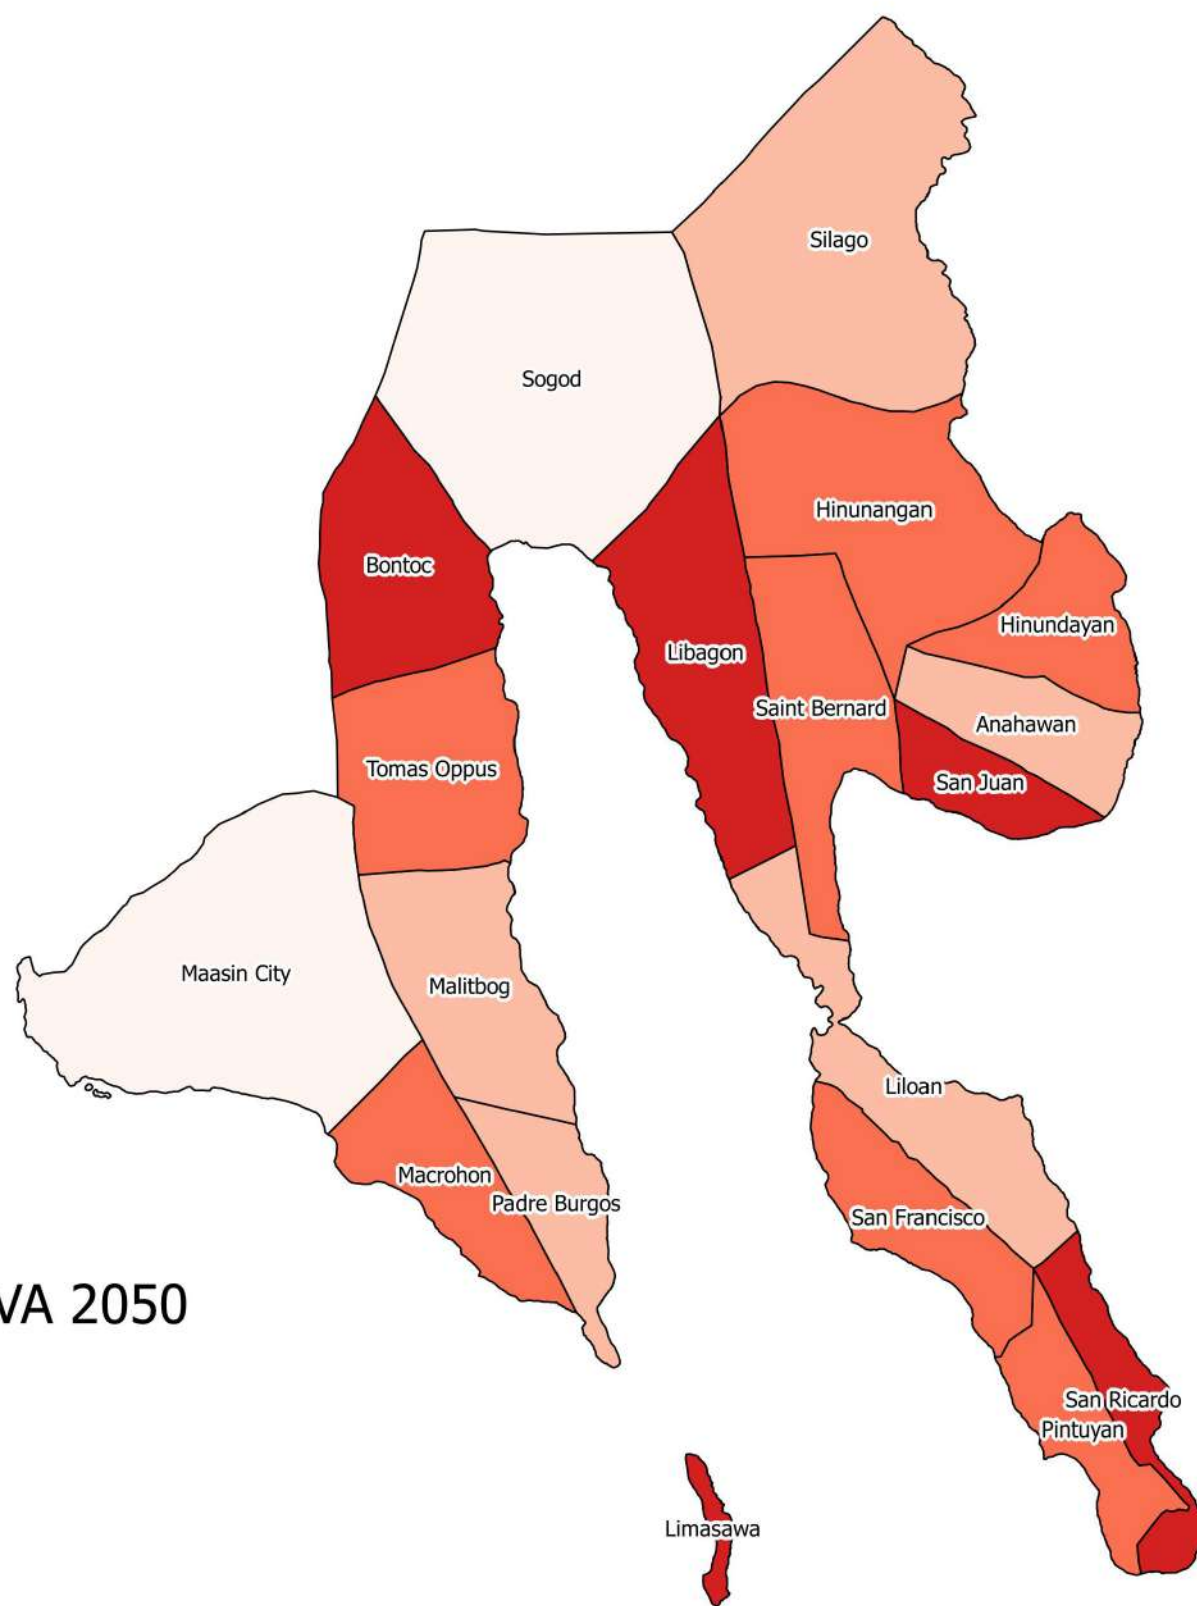 Silago
Sogod
Hinunangan
Bontoc
Hinundayan
Libagon
Saint Bernard
Anahawan
Tomas Oppus
San Juan
Maasin City
Malitbog
Liloan
Macrohon
Padre Burgos
San Francisco
VA 2050
San Ricardo
Pintuyan
Limasawa